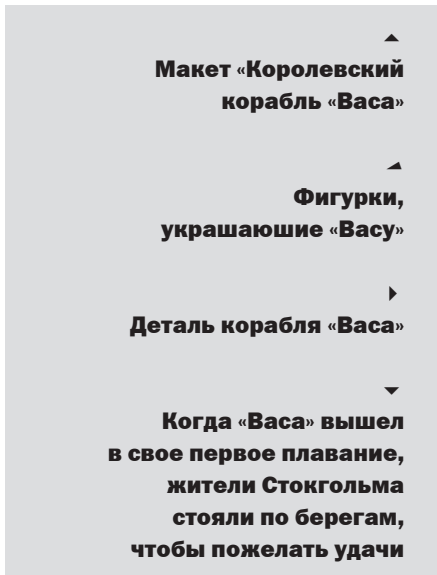 Макет «Королевский
корабль «Васа»
Фигурки,
украшаюшие «Васу»
Деталь корабля «Васа»
Когда «Васа» вышел
в свое первое плавание,
жители Стокгольма
стояли по берегам,
чтобы пожелать удачи